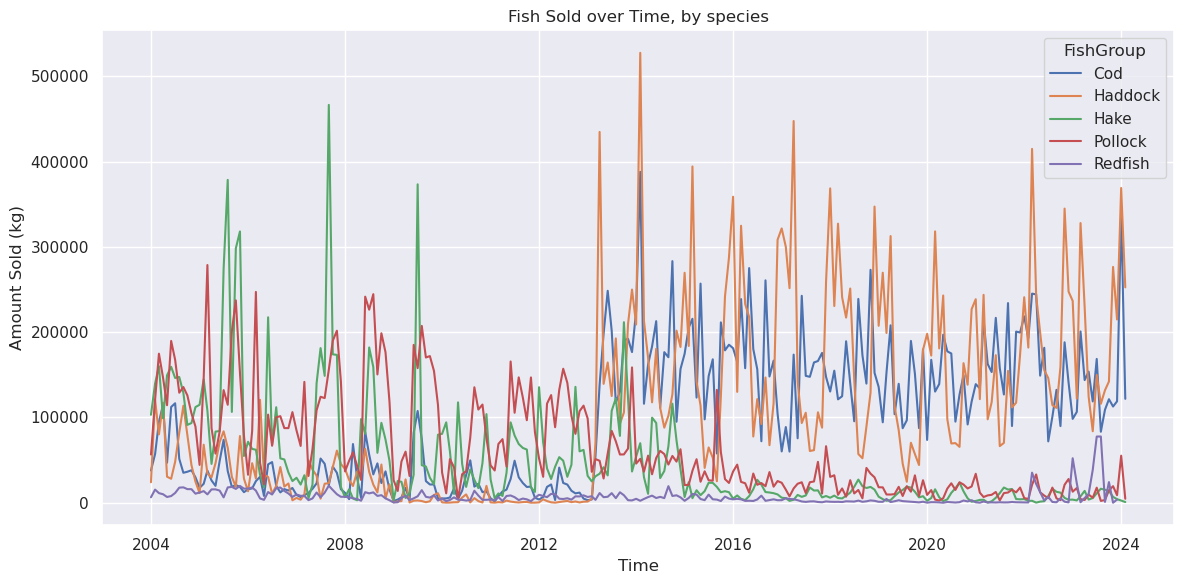 Fish Sold over Time, by species
FishGroup
Cod
Haddock
Hake
Pollock
Redfish
Amount Sold (kg)
500000
400000
300000
200000
100000
0
2004 2008 2012 2016 2020 2024
Time